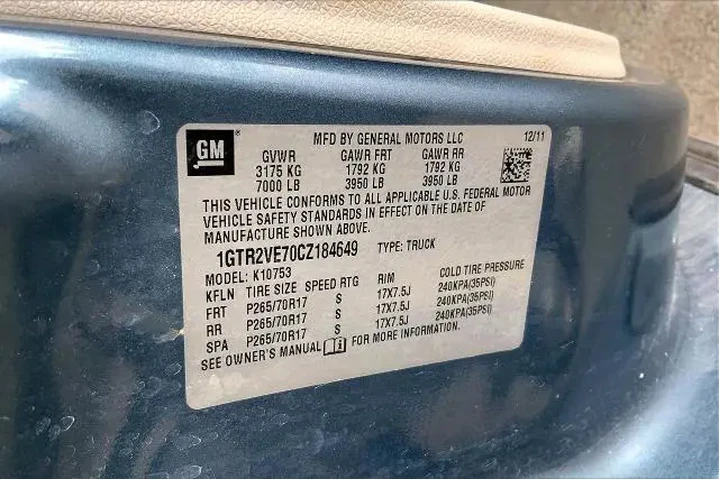 GM
MFD BY GENERAL MOTORS LLC 12/11
GVWR GAWR FRT GAWR RR
3175 KG 1792 KG 1792 KG
7000 LB 3950 LB 3950 LB
THIS VEHICLE CONFORMS TO ALL APPLICABLE U.S. FEDERAL MOTOR
VEHICLE SAFETY STANDARDS IN EFFECT ON THE DATE OF
MANUFACTURE SHOWN ABOVE.
1GTR2VE70CZ184649 TYPE: TRUCK
MODEL: K10753
KFLN TIRE SIZE SPEED RTG RIM COLD TIRE PRESSURE
FRT P265/70R17 S 17X7.5J 240KPA(35PSI)
RR P265/70R17 S 17X7.5J 240KPA(35PSI)
SPA P265/70R17 S 17X7.5J 240KPA(35PSI)
SEE OWNER'S MANUAL FOR MORE INFORMATION.